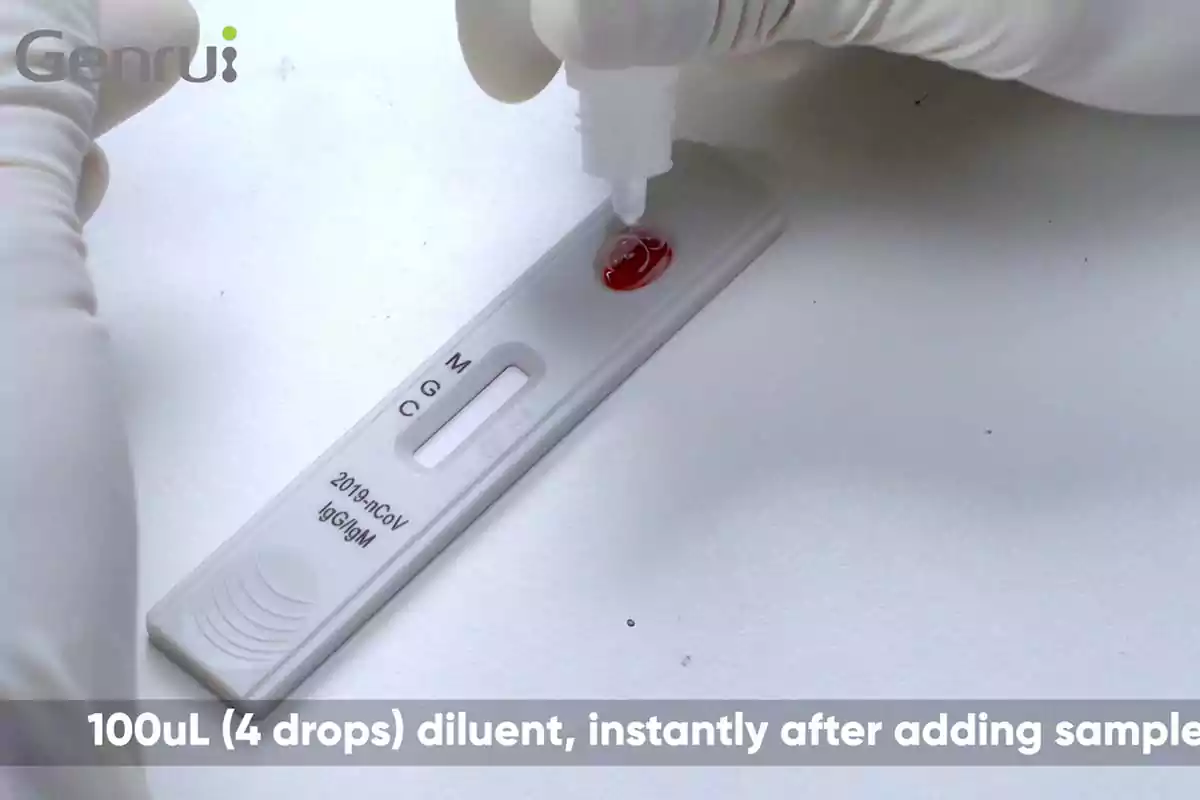 Genrui
M
G
C
2019-nCoV
IgG/IgM
100uL (4 drops) diluent, instantly after adding sample